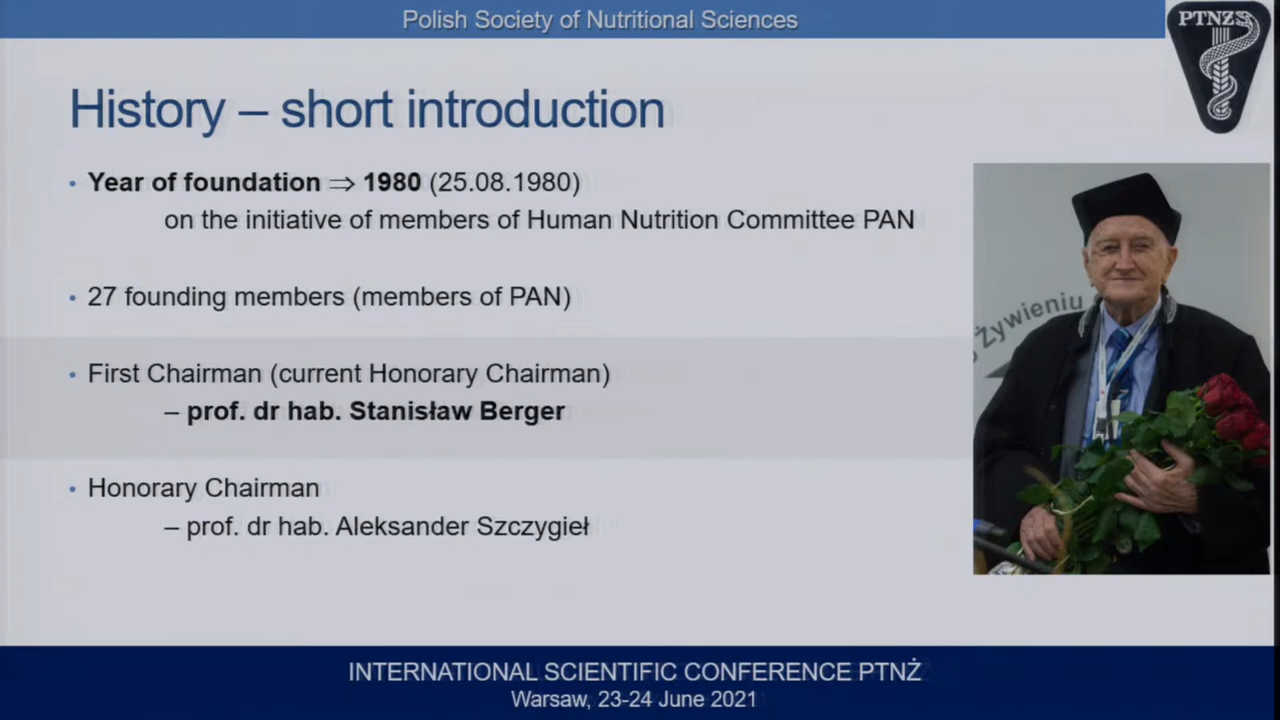 Polish Society of Nutritional Sciences
PTNŻ
History – short introduction
• Year of foundation ⇒ 1980 (25.08.1980)
on the initiative of members of Human Nutrition Committee PAN
• 27 founding members (members of PAN)
• First Chairman (current Honorary Chairman)
– prof. dr hab. Stanisław Berger
• Honorary Chairman
– prof. dr hab. Aleksander Szczygieł
Żywieniu
INTERNATIONAL SCIENTIFIC CONFERENCE PTNŻ
Warsaw, 23-24 June 2021